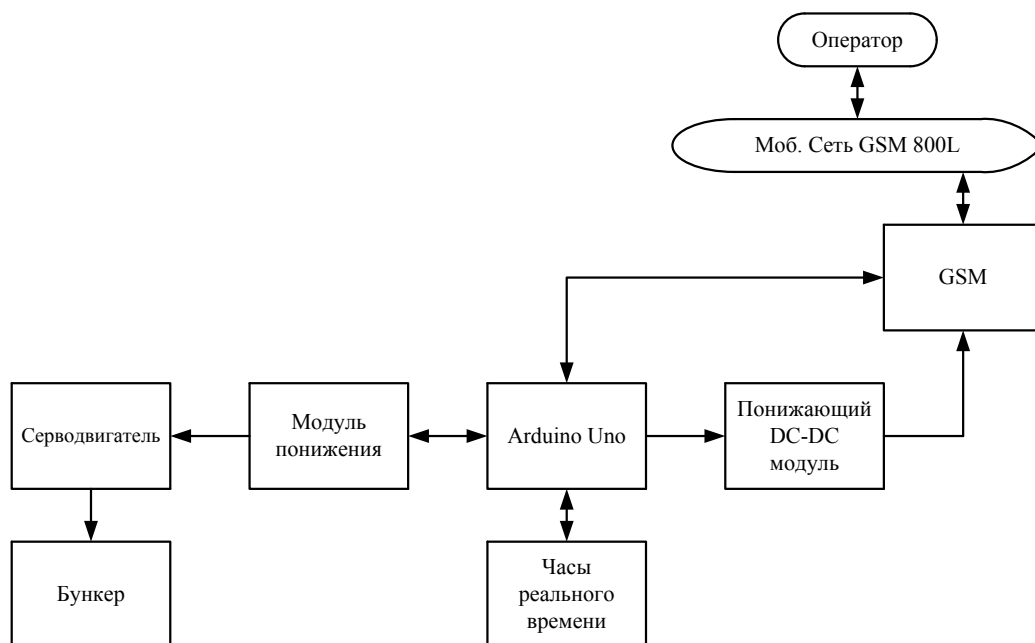 Оператор
Моб. Сеть GSM 800L
GSM
Серводвигатель
Модуль
понижения
Arduino Uno
Понижающий
DC-DC
модуль
Бункер
Часы
реального
времени